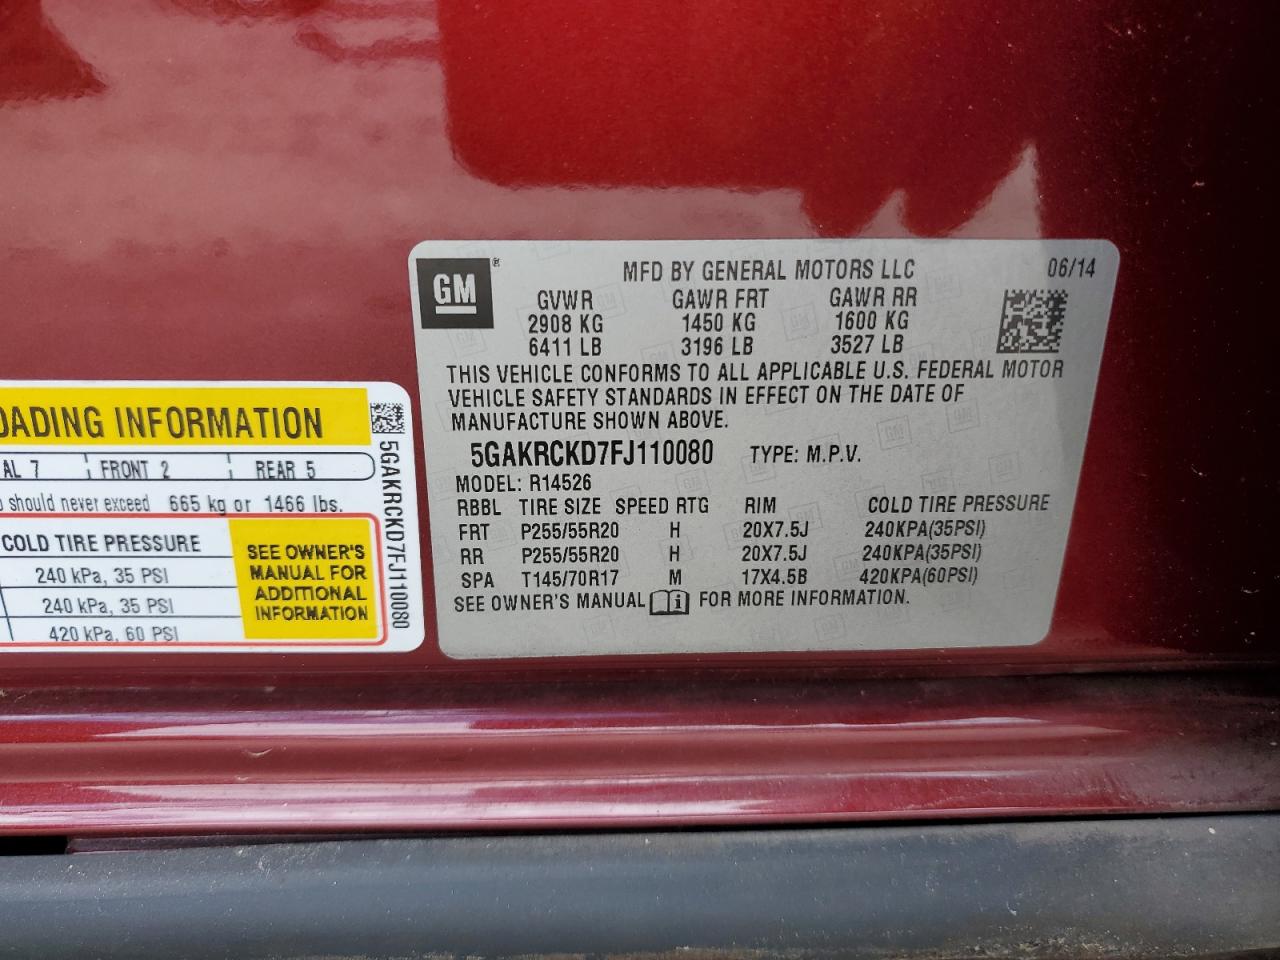 GM ®
MFD BY GENERAL MOTORS LLC 06/14
GVWR GAWR FRT GAWR RR
2908 KG 1450 KG 1600 KG
6411 LB 3196 LB 3527 LB
THIS VEHICLE CONFORMS TO ALL APPLICABLE U.S. FEDERAL MOTOR
VEHICLE SAFETY STANDARDS IN EFFECT ON THE DATE OF
MANUFACTURE SHOWN ABOVE.
5GAKRCKD7FJ110080 TYPE: M.P.V.
MODEL: R14526
RBBL TIRE SIZE SPEED RTG RIM COLD TIRE PRESSURE
FRT P255/55R20 H 20X7.5J 240KPA(35PSI)
RR P255/55R20 H 20X7.5J 240KPA(35PSI)
SPA T145/70R17 M 17X4.5B 420KPA(60PSI)
SEE OWNER'S MANUAL FOR MORE INFORMATION.
OADING INFORMATION
AL 7 FRONT 2 REAR 5
should never exceed 665 kg or 1466 lbs.
COLD TIRE PRESSURE
240 kPa, 35 PSI
240 kPa, 35 PSI
420 kPa, 60 PSI
SEE OWNER'S
MANUAL FOR
ADDITIONAL
INFORMATION
5GAKRCKD7FJ110080